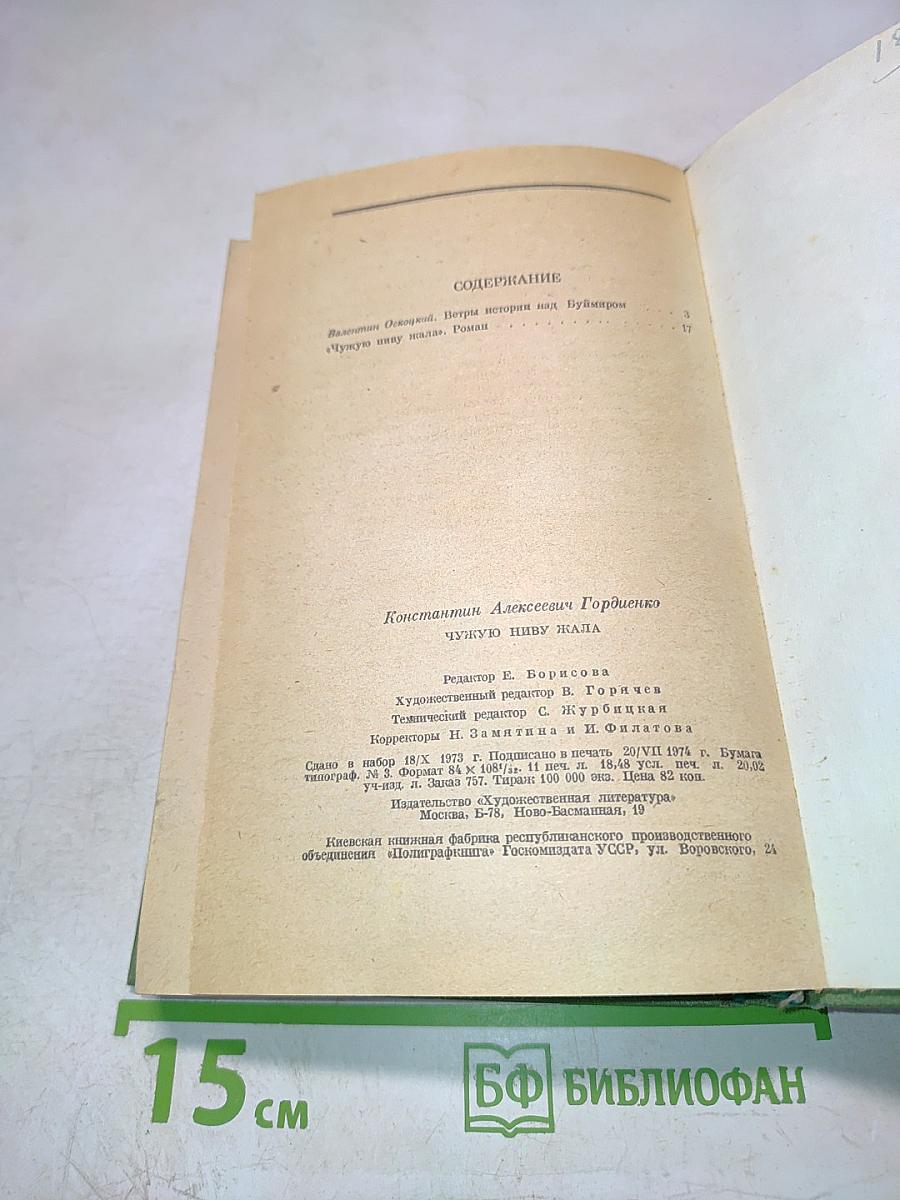 СОДЕРЖАНИЕ
Валентин Оскоцкий. Ветры истории над Буймиром . . . . 3
«Чужую ниву жала». Роман . . . . . . . . . . . . 17
Константин Алексеевич Гордиенко
ЧУЖУЮ НИВУ ЖАЛА
Редактор Е. Борисова
Художественный редактор В. Горячев
Технический редактор С. Журбицкая
Корректоры Н. Замятина и И. Филатова
Сдано в набор 18/X 1973 г. Подписано в печать 20/VII 1974 г. Бумага
типограф. № 3. Формат 84 × 108¹/₃₂. 11 печ. л. 18,48 усл. печ. л. 20,02
уч-изд. л. Заказ 757. Тираж 100 000 экз. Цена 82 коп.
Издательство «Художественная литература»
Москва, Б-78, Ново-Басманная, 19
Киевская книжная фабрика республиканского производственного
объединения «Полиграфкнига» Госкомиздата УССР, ул. Воровского, 24
15 см
БФ БИБЛИОФАН